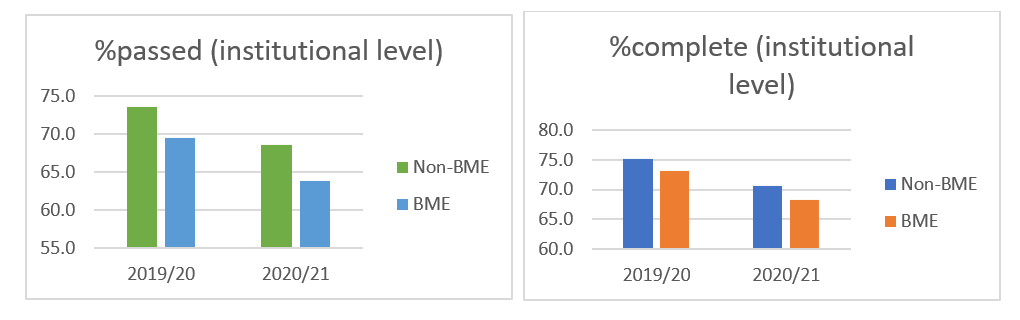 %passed (institutional level)
75.0
70.0
65.0
60.0
55.0
2019/20 2020/21
Non-BME
BME
%complete (institutional
level)
80.0
75.0
70.0
65.0
60.0
2019/20 2020/21
Non-BME
BME